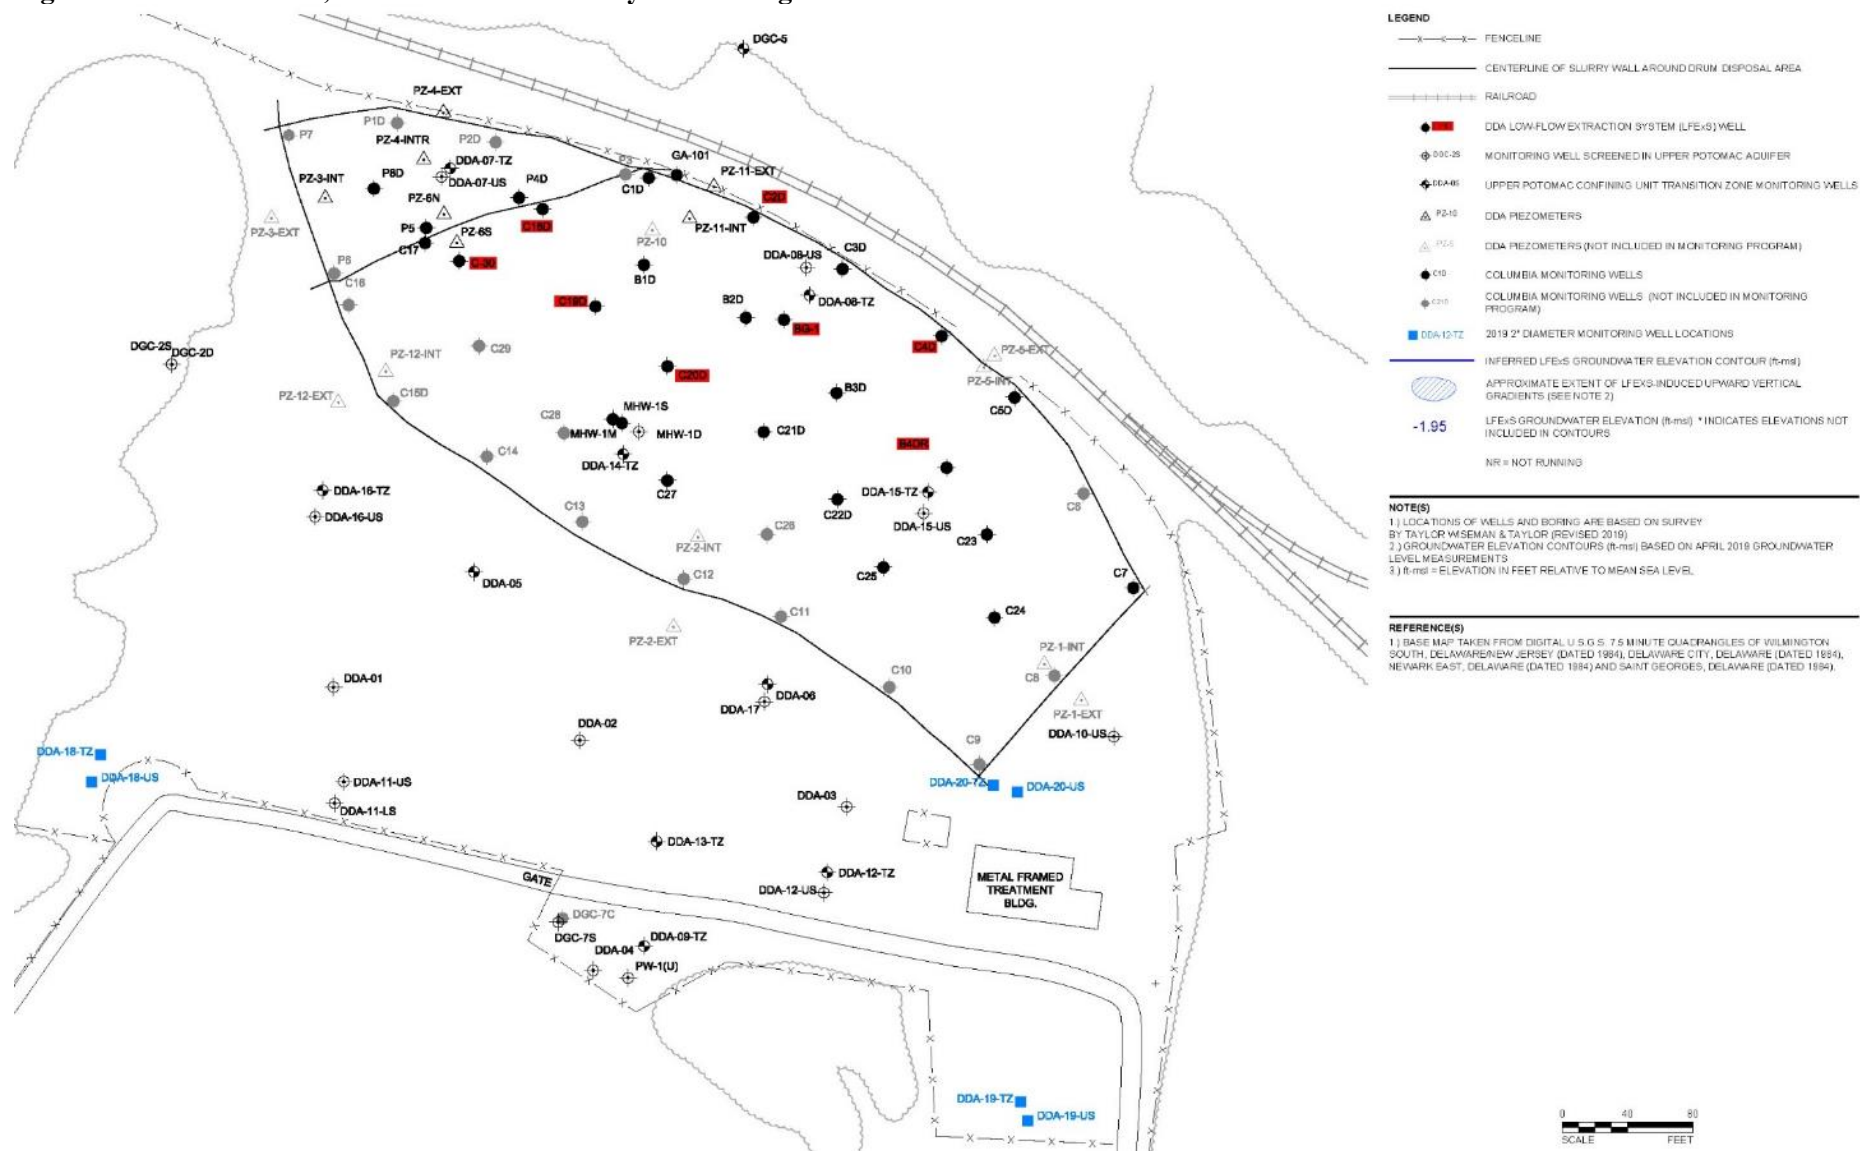 DGC-5
PZ-4-EXT
P1D
P7
P2D
PZ-4-INTR
DDA-07-TZ
DDA-07-US
P3
GA-101
PZ-11-EXT
C1D
C2D
P8D
P4D
PZ-3-INT
PZ-6N
PZ-3-EXT
P5
PZ-6S
C17
C18D
PZ-10
PZ-11-INT
C3D
DDA-08-US
C-30
B1D
C16
DDA-08-TZ
C19D
B2D
BG-1
C4D
DGC-2S
DGC-2D
PZ-12-INT
C29
C20D
PZ-5-EXT
PZ-5-INT
PZ-12-EXT
C15D
B3D
C5D
C28
MHW-1S
MHW-1M
MHW-1D
C21D
B4DR
C14
DDA-14-TZ
C27
DDA-16-TZ
DDA-16-US
DDA-15-TZ
C22D
DDA-15-US
C13
C26
PZ-2-INT
C23
C12
C25
C7
DDA-05
C11
C24
PZ-2-EXT
PZ-1-INT
DDA-01
C10
DDA-06
DDA-17
PZ-1-EXT
DDA-02
DDA-10-US
C9
DDA-18-TZ
DDA-18-US
DDA-11-US
DDA-11-LS
DDA-20-TZ
DDA-20-US
DDA-03
DDA-13-TZ
GATE
DDA-12-TZ
DDA-12-US
METAL FRAMED
TREATMENT
BLDG.
DGC-7C
DGC-7S
DDA-09-TZ
DDA-04
PW-1(U)
DDA-19-TZ
DDA-19-US
LEGEND
FENCELINE
CENTERLINE OF SLURRY WALL AROUND DRUM DISPOSAL AREA
RAILROAD
DDA LOW-FLOW EXTRACTION SYSTEM (LFExS) WELL
MONITORING WELL SCREENED IN UPPER POTOMAC AQUIFER
DDA-05 UPPER POTOMAC CONFINING UNIT TRANSITION ZONE MONITORING WELLS
PZ-10 DDA PIEZOMETERS
DDA PIEZOMETERS (NOT INCLUDED IN MONITORING PROGRAM)
C1D COLUMBIA MONITORING WELLS
COLUMBIA MONITORING WELLS (NOT INCLUDED IN MONITORING
PROGRAM)
DDA-12-TZ 2019 2" DIAMETER MONITORING WELL LOCATIONS
INFERRED LFExS GROUNDWATER ELEVATION CONTOUR (ft-msl)
APPROXIMATE EXTENT OF LFEXS-INDUCED UPWARD VERTICAL
GRADIENTS (SEE NOTE 2)
-1.95 LFExS GROUNDWATER ELEVATION (ft-msl) * INDICATES ELEVATIONS NOT
INCLUDED IN CONTOURS
NR = NOT RUNNING
NOTE(S)
1.) LOCATIONS OF WELLS AND BORING ARE BASED ON SURVEY
BY TAYLOR WISEMAN & TAYLOR (REVISED 2019)
2.) GROUNDWATER ELEVATION CONTOURS (ft-msl) BASED ON APRIL 2019 GROUNDWATER
LEVEL MEASUREMENTS
3.) ft-msl = ELEVATION IN FEET RELATIVE TO MEAN SEA LEVEL
REFERENCE(S)
1.) BASE MAP TAKEN FROM DIGITAL U.S.G.S. 7.5 MINUTE QUADRANGLES OF WILMINGTON
SOUTH, DELAWARE/NEW JERSEY (DATED 1984), DELAWARE CITY, DELAWARE (DATED 1984),
NEWARK EAST, DELAWARE (DATED 1984) AND SAINT GEORGES, DELAWARE (DATED 1984).
0 40 80
SCALE FEET